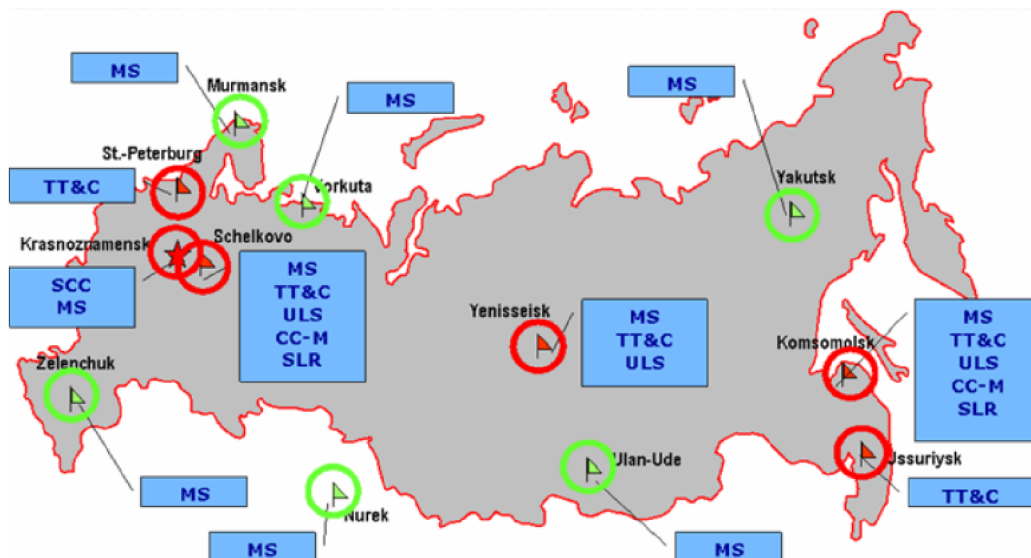 MS
Murmansk
MS
MS
St.-Peterburg
TT&C
Vorkuta
Yakutsk
Krasnoznamensk
Schelkovo
SCC
MS
MS
TT&C
ULS
CC-M
SLR
Yenisseisk
MS
TT&C
ULS
Komsomolsk
MS
TT&C
ULS
CC-M
SLR
Zelenchuk
MS
Nurek
MS
Ulan-Ude
MS
Ussuriysk
TT&C